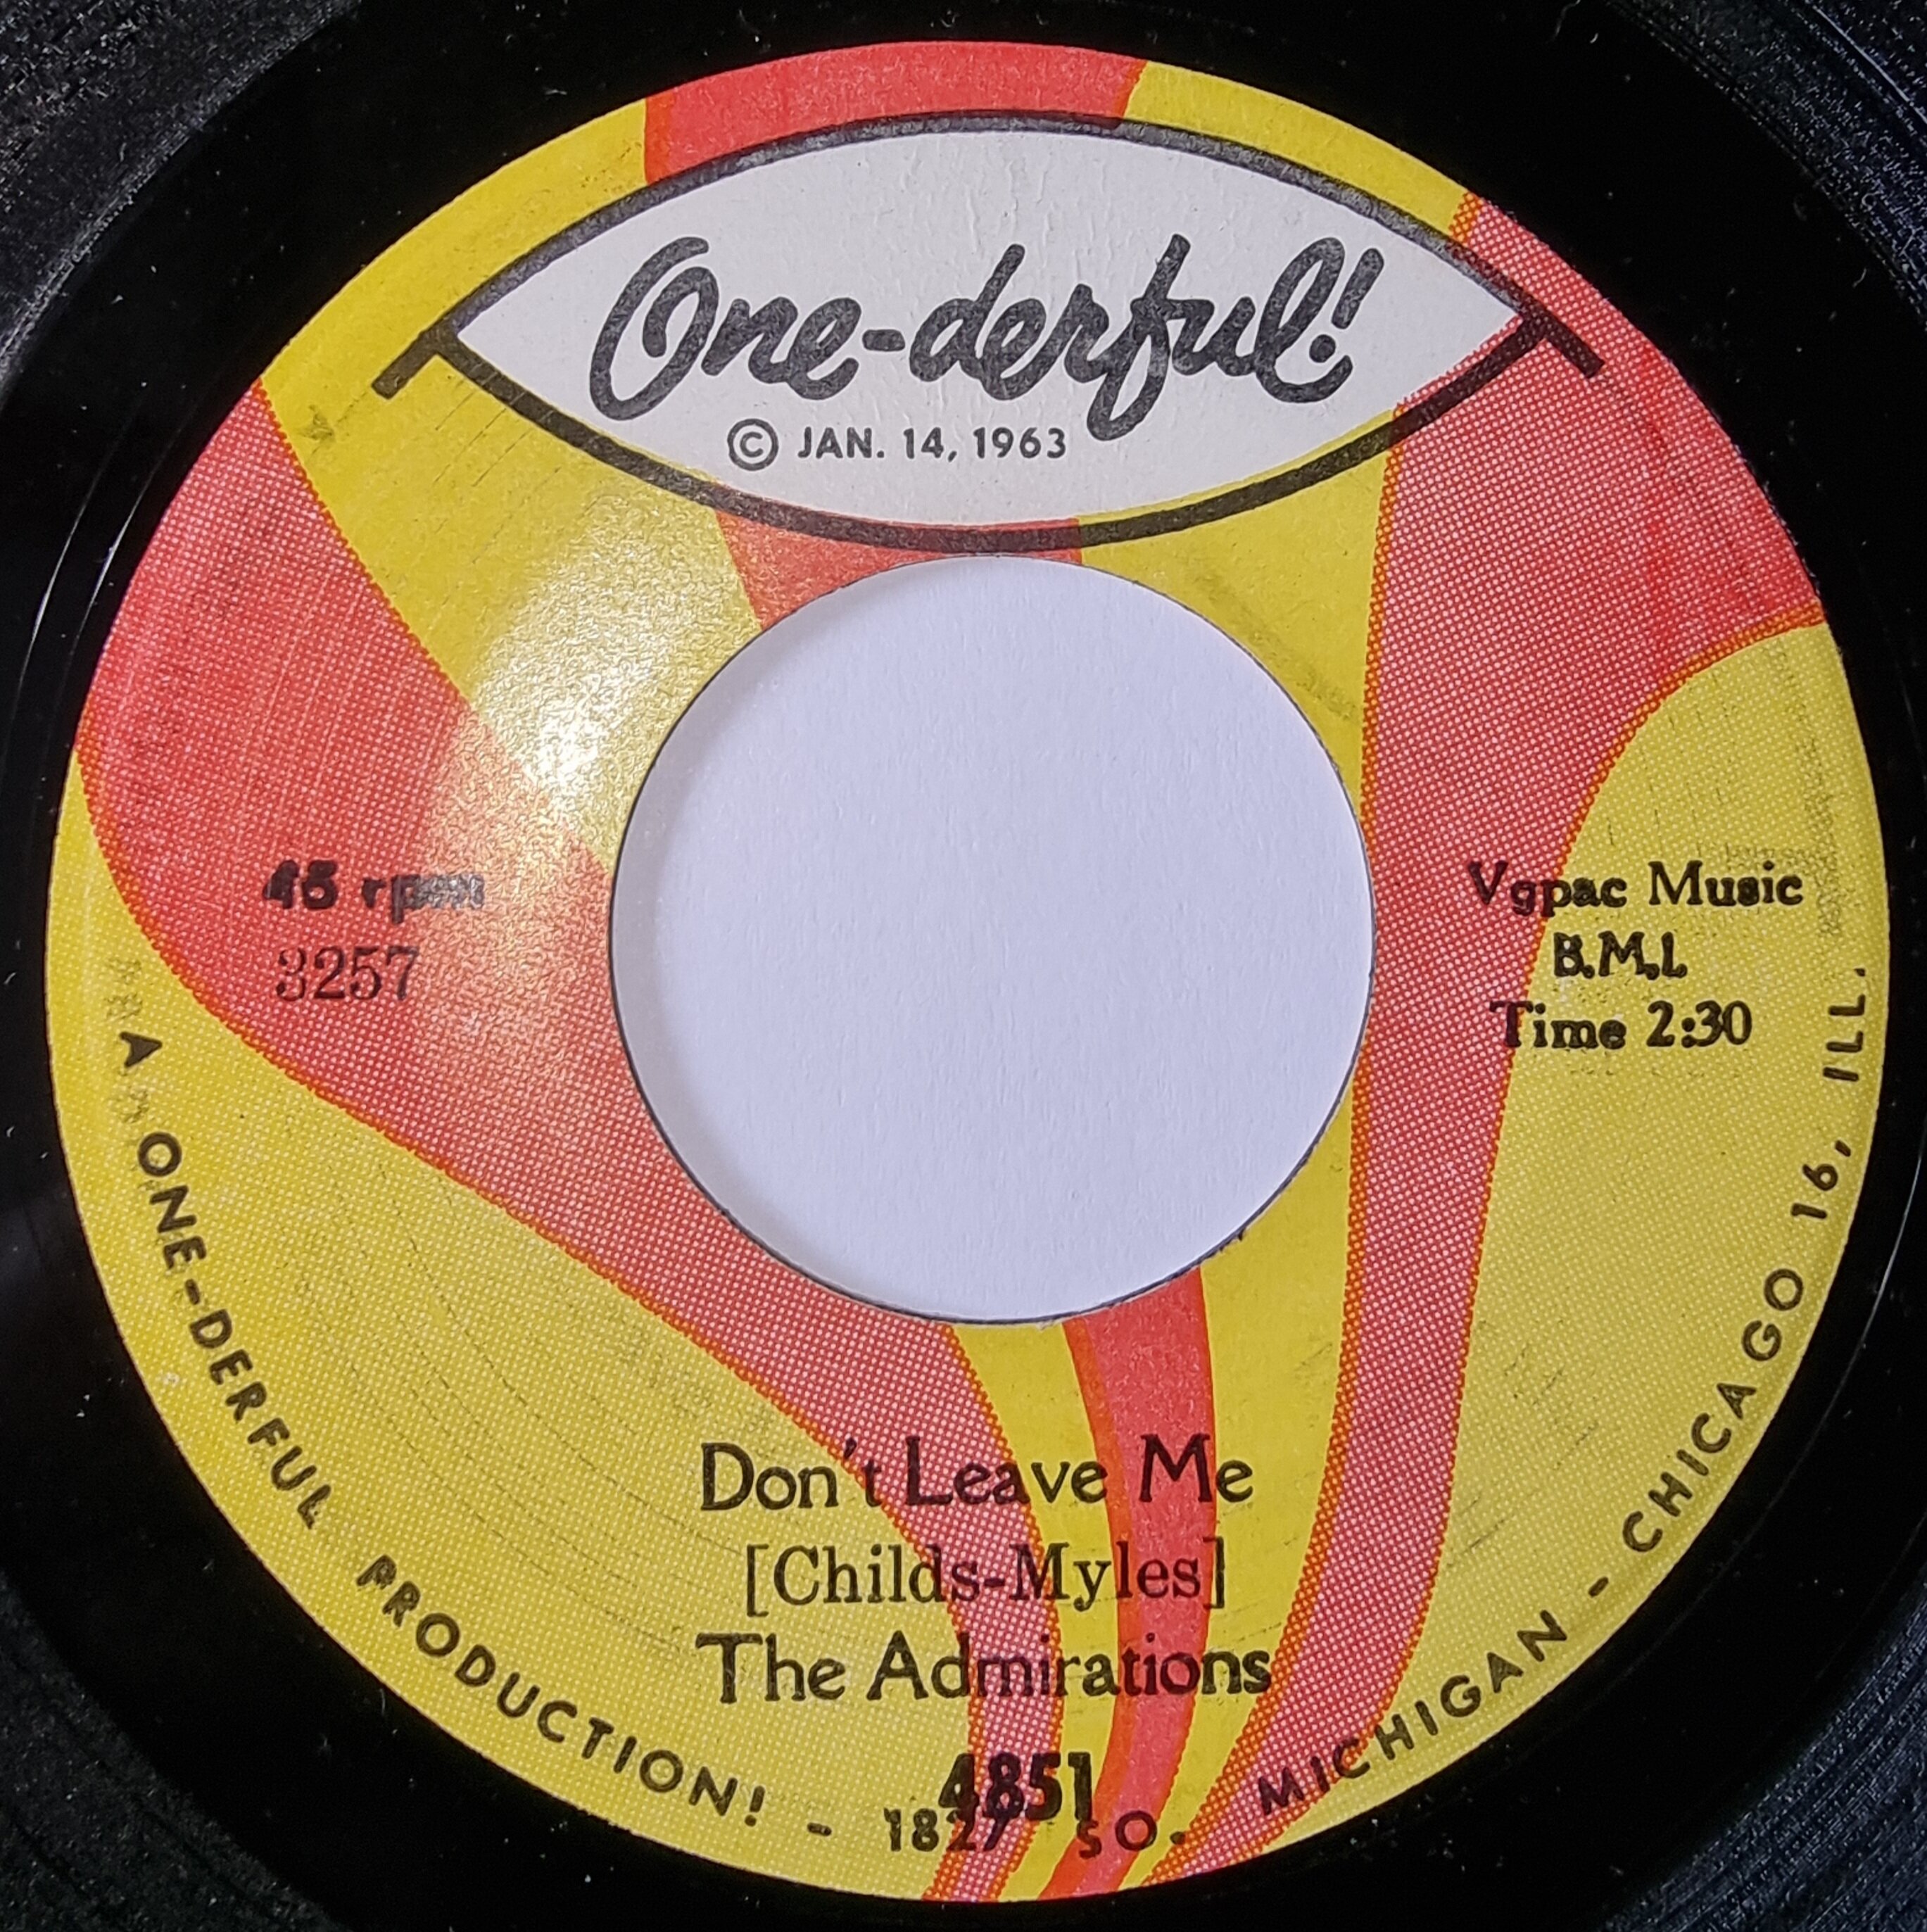 One-derful!
© JAN. 14, 1963
45 rpm
3257
Vgpac Music
B.M.I.
Time 2:30
Don't Leave Me
[Childs-Myles]
The Admirations
4851
A ONE-DERFUL PRODUCTION! - 1827 SO. MICHIGAN - CHICAGO 16, ILL.